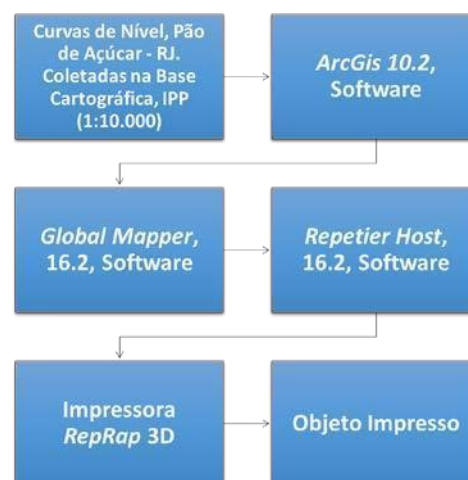 Curvas de Nível, Pão
de Açúcar - RJ.
Coletadas na Base
Cartográfica, IPP
(1:10.000)
ArcGis 10.2,
Software
Global Mapper,
16.2, Software
Repetier Host,
16.2, Software
Impressora
RepRap 3D
Objeto Impresso